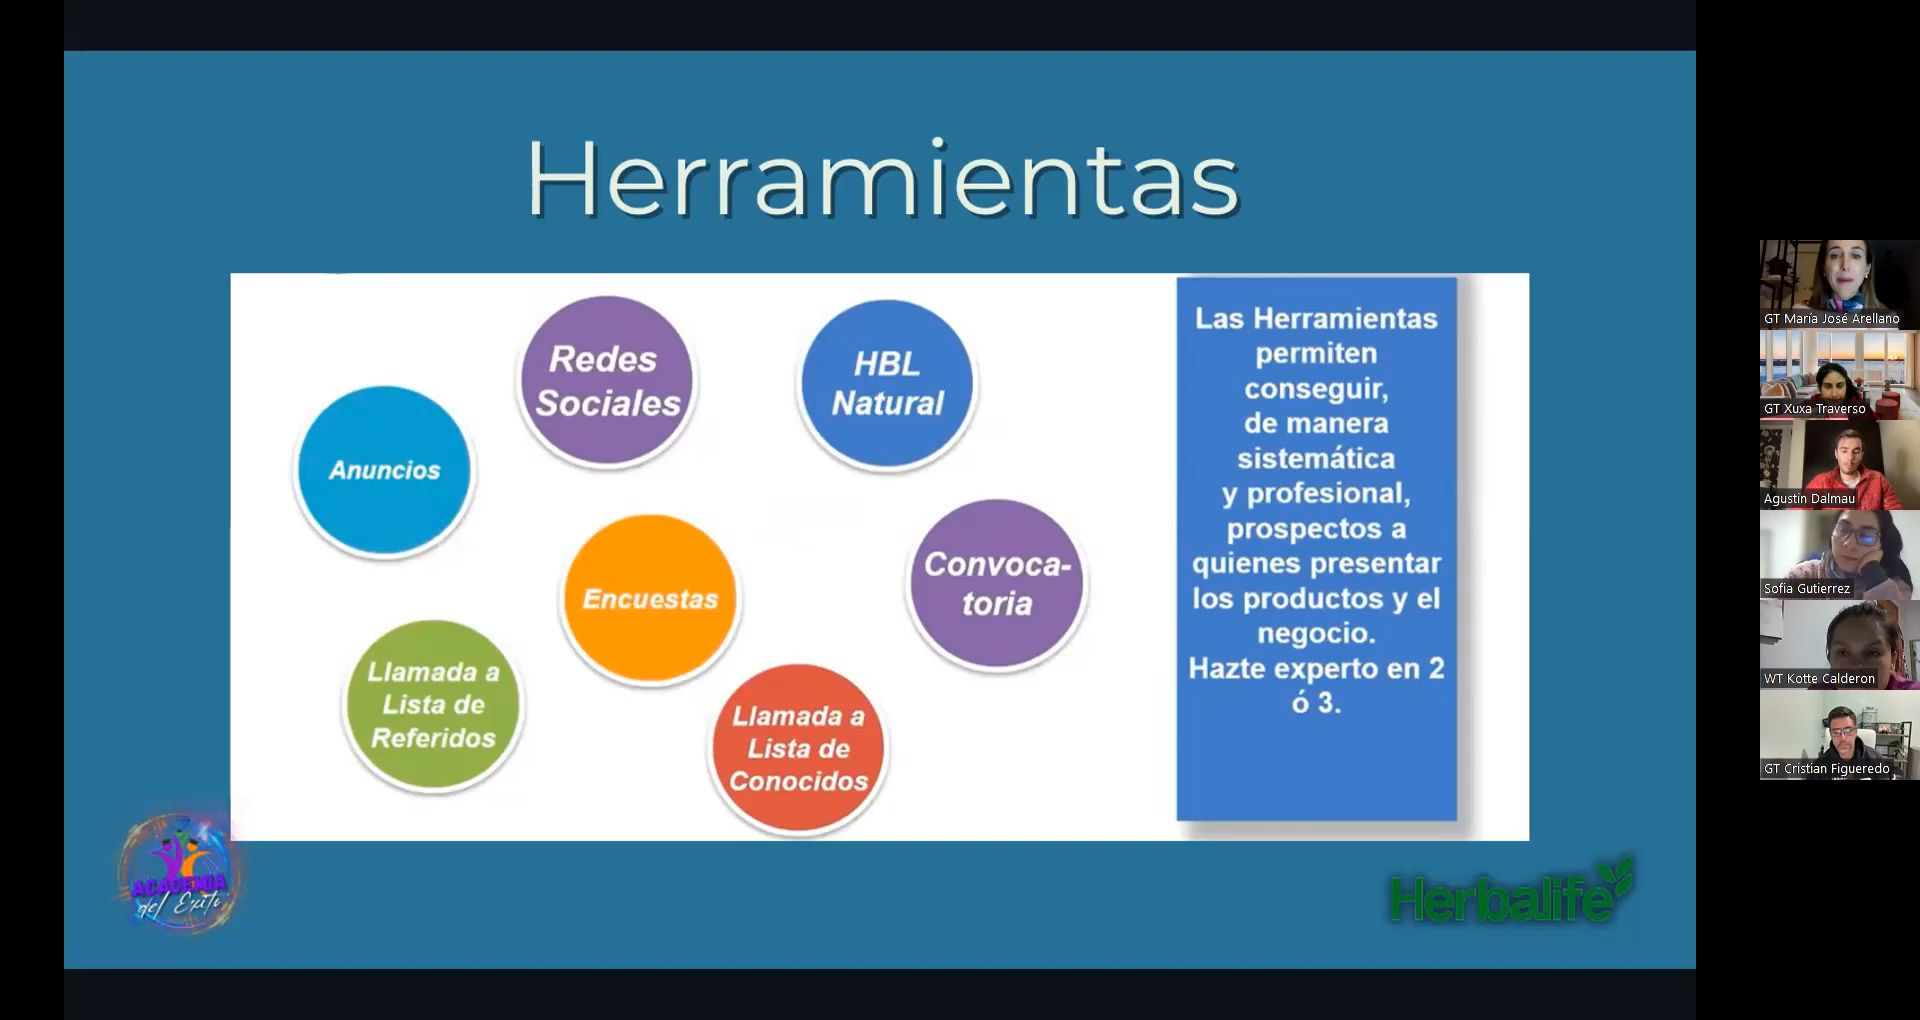 Herramientas
Redes
Sociales
HBL
Natural
Anuncios
Encuestas
Convoca-
toria
Llamada a
Lista de
Referidos
Llamada a
Lista de
Conocidos
Las Herramientas
permiten
conseguir,
de manera
sistemática
y profesional,
prospectos a
quienes presentar
los productos y el
negocio.
Hazte experto en 2
ó 3.
ACADEMIA
del Exito
Herbalife
GT María José Arellano
GT Xuxa Traverso
Agustin Dalmau
Sofia Gutierrez
WT Kotte Calderon
GT Cristian Figueredo